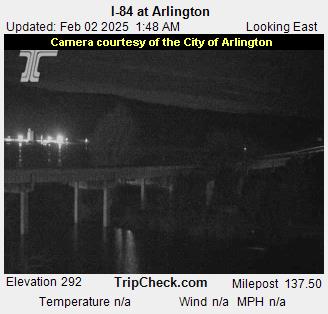 I-84 at Arlington
Updated: Feb 02 2025 1:48 AM Looking East
Camera courtesy of the City of Arlington
Elevation 292 TripCheck.com Milepost 137.50
Temperature n/a Wind n/a MPH n/a